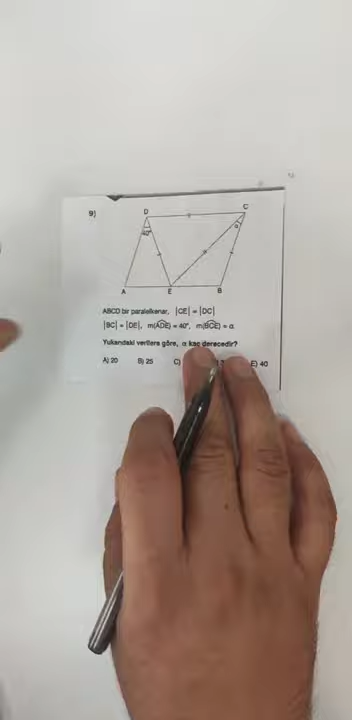 9)
D
C
40°
α
A
E
B
ABCD bir paralelkenar, |CE| = |DC|
|BC| = |DE|, m(ADE) = 40°, m(BCE) = α
Yukarıdaki verilere göre, α kaç derecedir?
A) 20 B) 25 C) E) 40